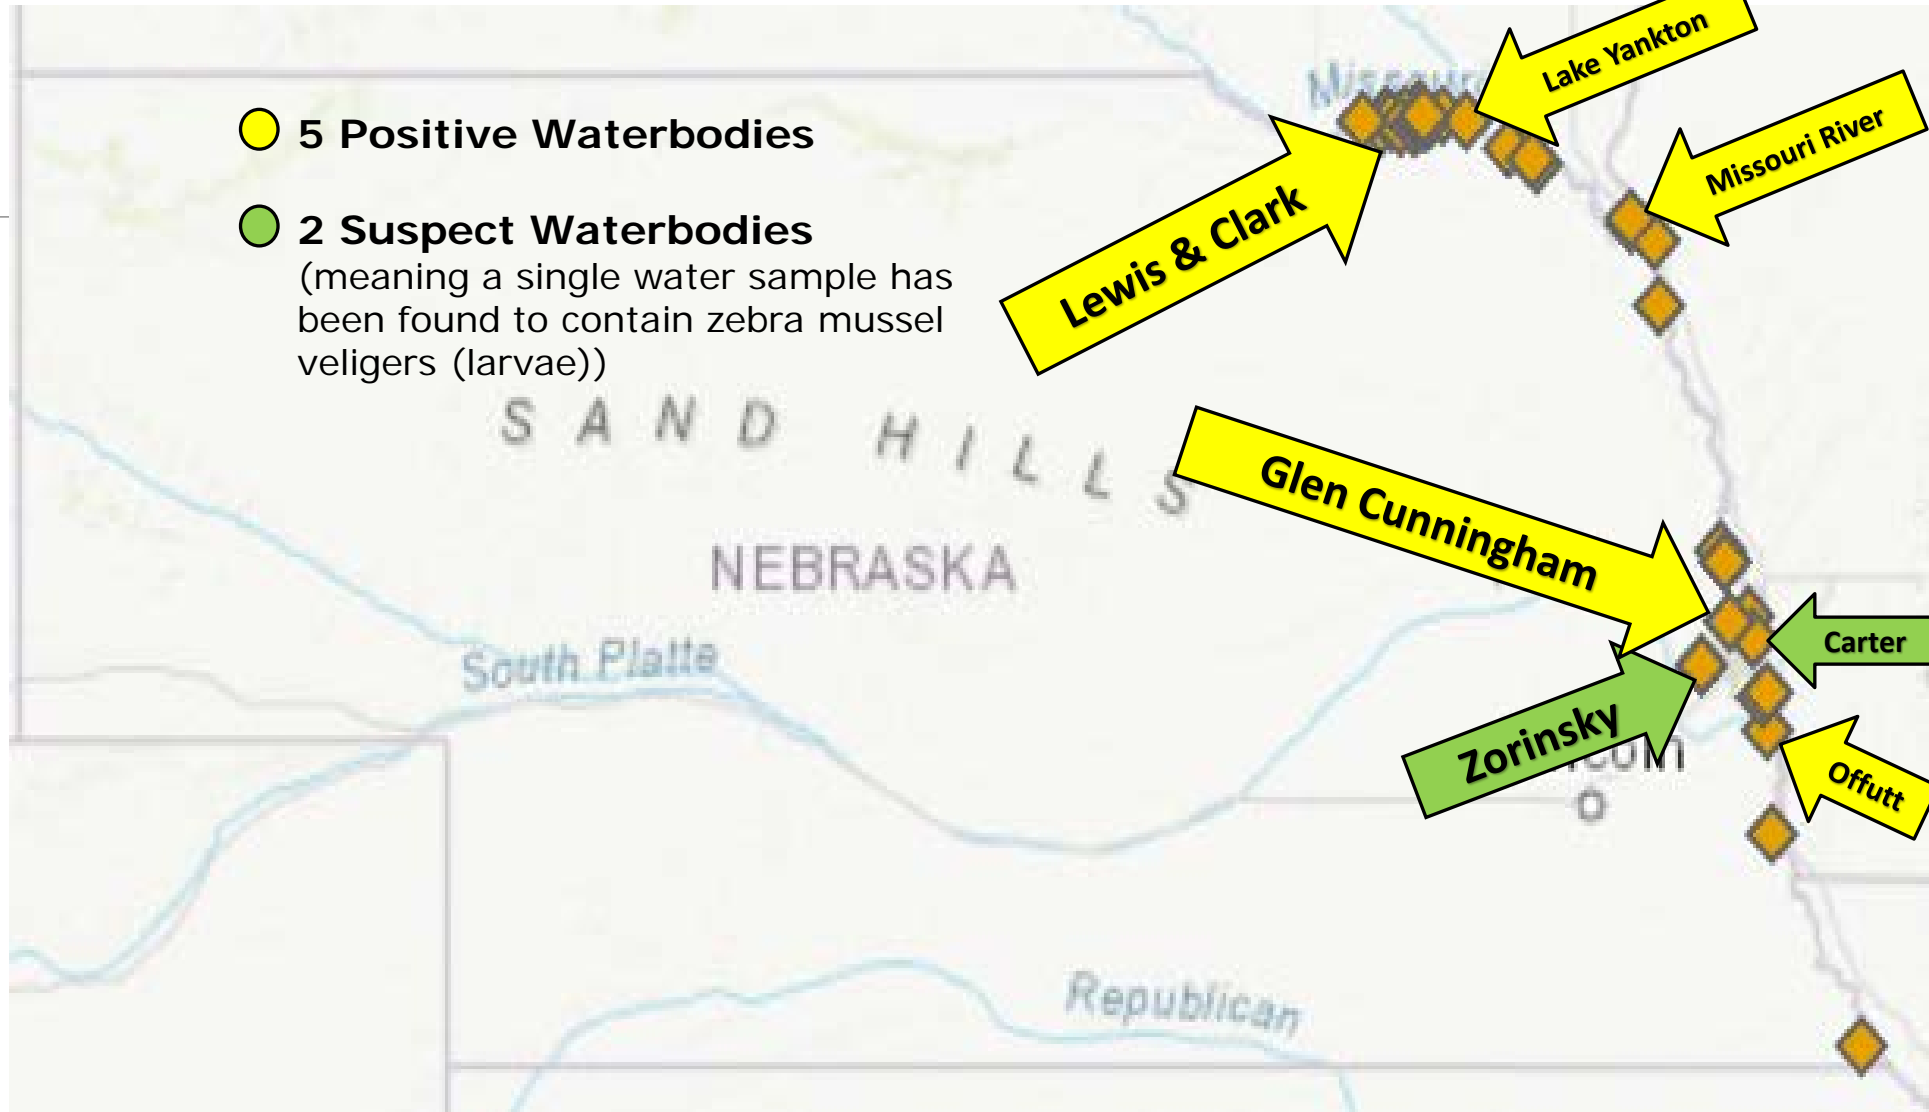 Lake Yankton
Missouri
5 Positive Waterbodies
Missouri River
2 Suspect Waterbodies
(meaning a single water sample has
been found to contain zebra mussel
veligers (larvae))
Lewis & Clark
SAND HILLS
Glen Cunningham
NEBRASKA
South Platte
Carter
Zorinsky
Offutt
Republican